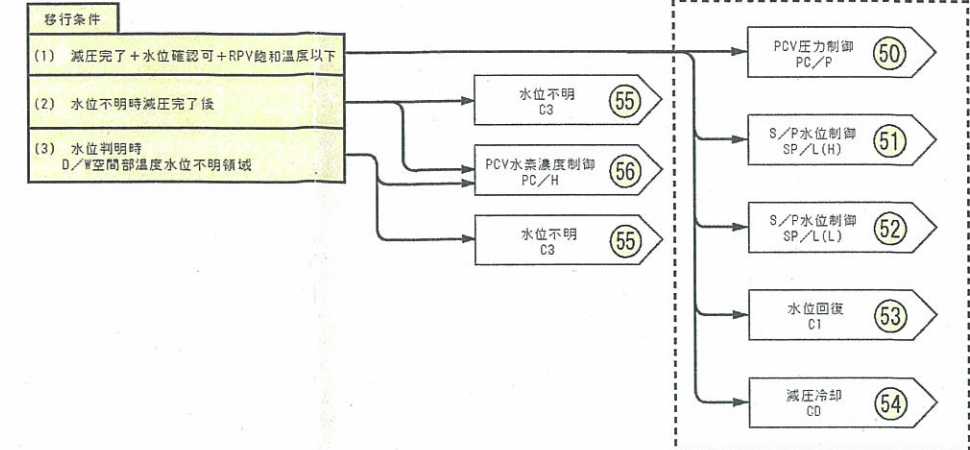 移行条件
(1) 減圧完了+水位確認可+RPV飽和温度以下
(2) 水位不明時減圧完了後
(3) 水位判明時
D/W空間部温度水位不明領域
水位不明
C3
55
PCV水素濃度制御
PC/H
56
水位不明
C3
55
PCV圧力制御
PC/P
50
S/P水位制御
SP/L(H)
51
S/P水位制御
SP/L(L)
52
水位回復
C1
53
減圧冷却
CD
54